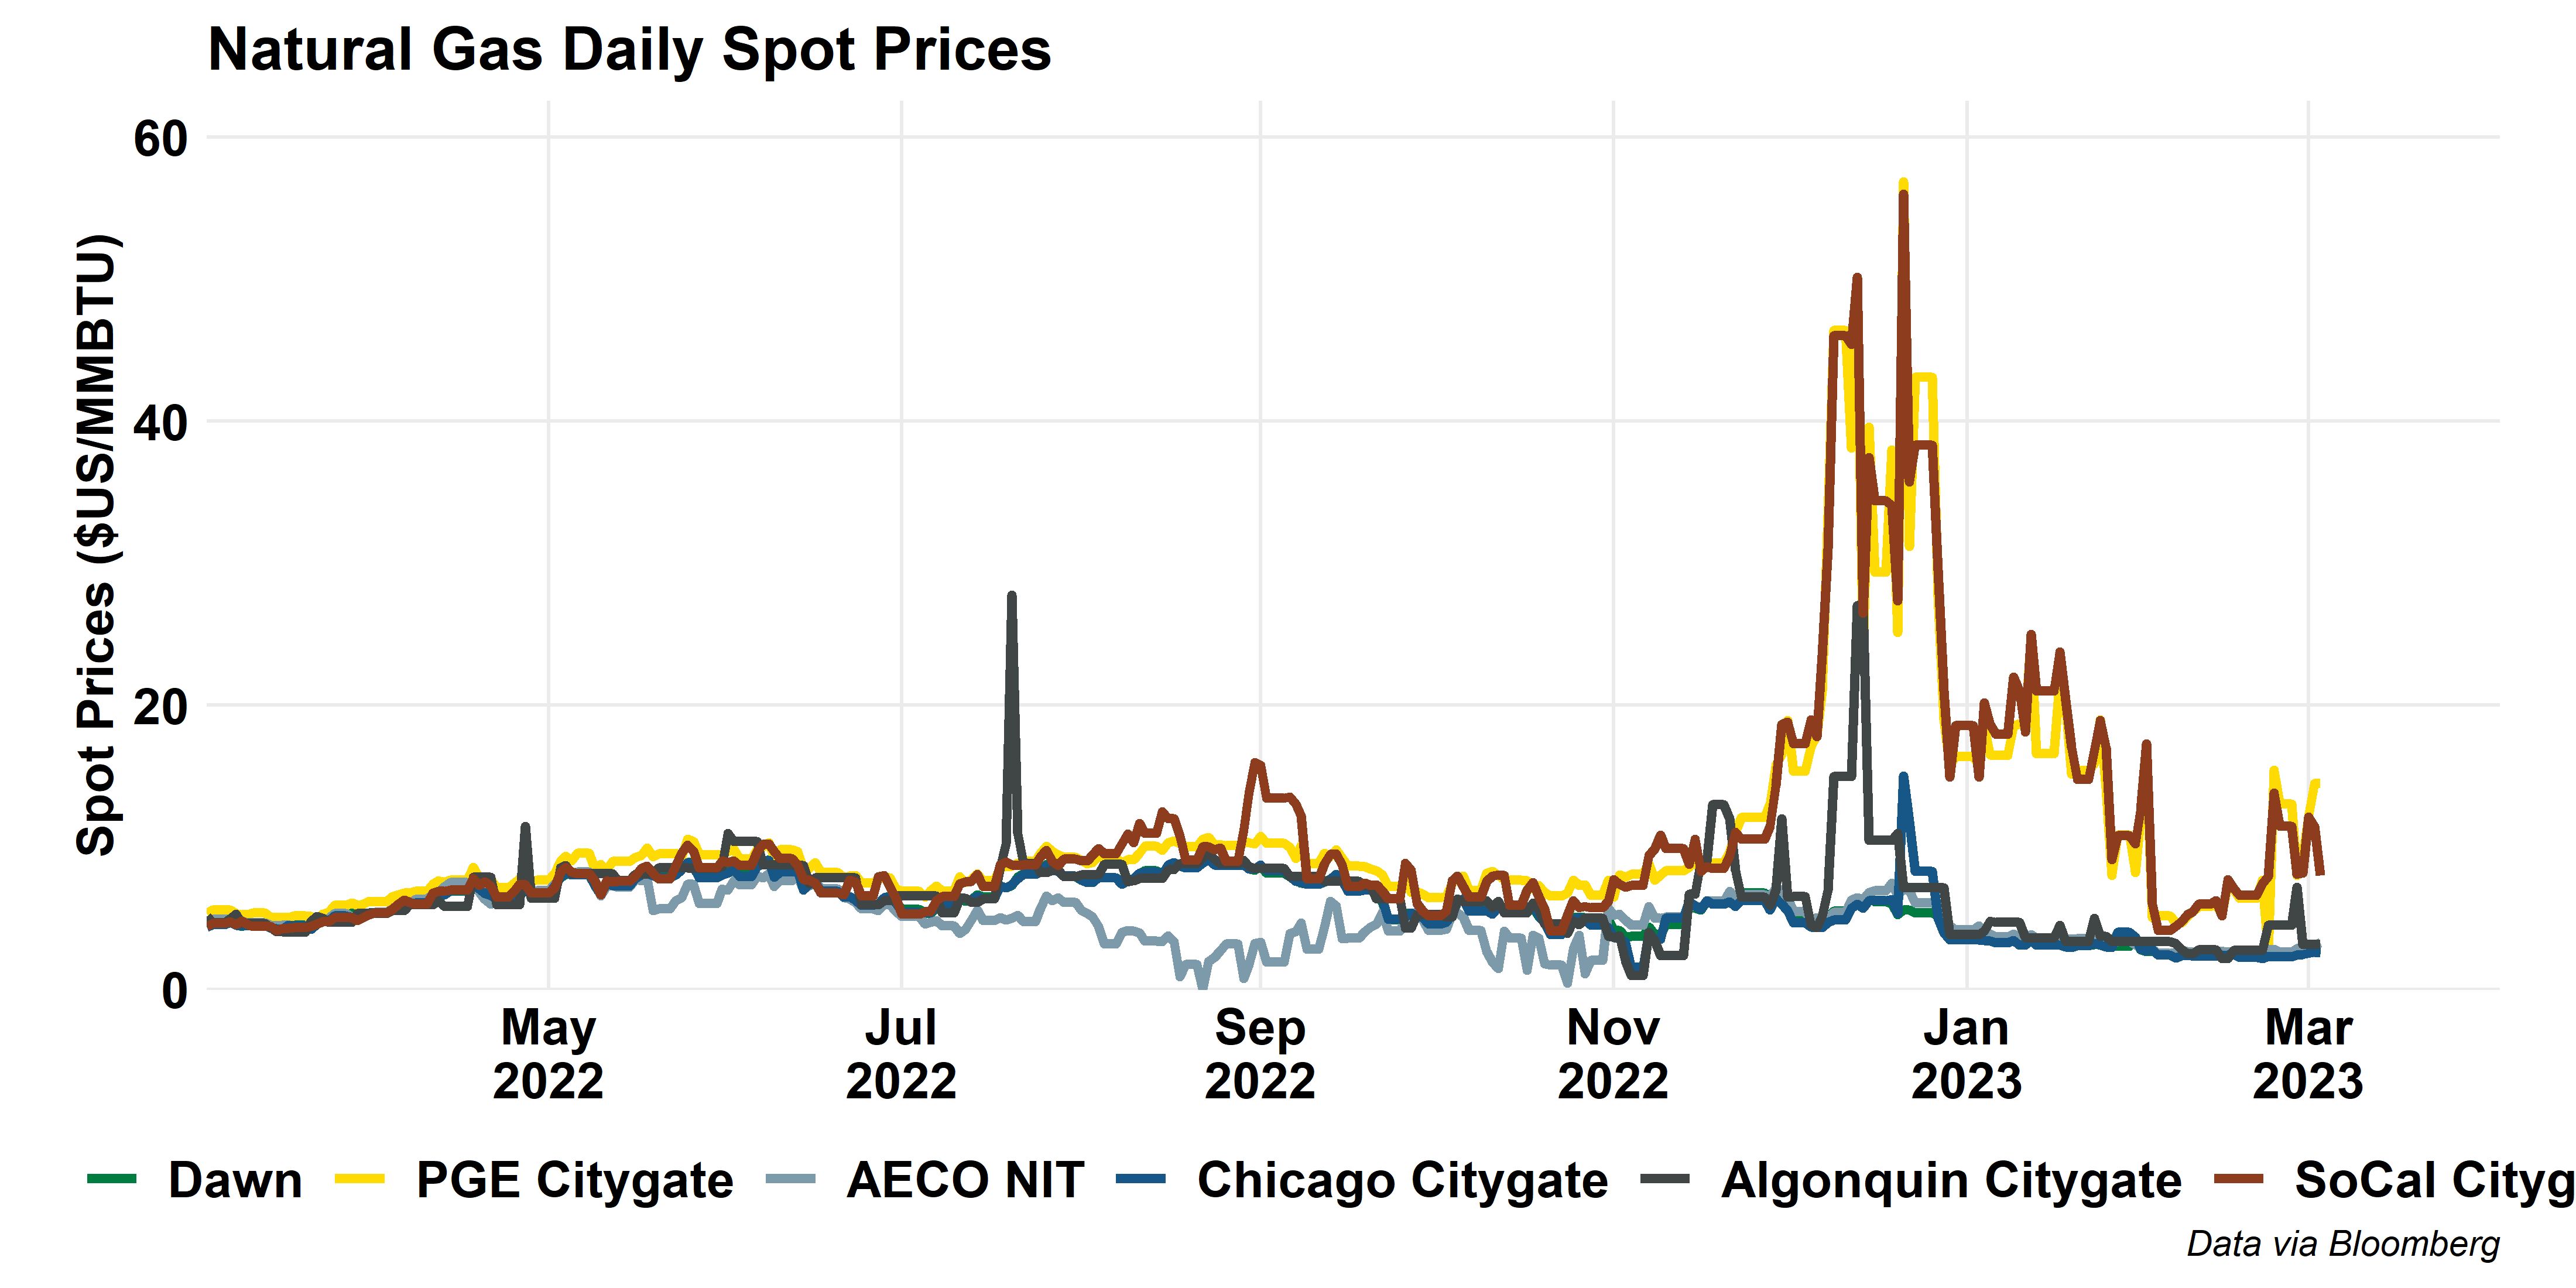 Natural Gas Daily Spot Prices
Spot Prices ($US/MMBTU)
60
40
20
0
May
2022
Jul
2022
Sep
2022
Nov
2022
Jan
2023
Mar
2023
Dawn
PGE Citygate
AECO NIT
Chicago Citygate
Algonquin Citygate
SoCal Cityg
Data via Bloomberg